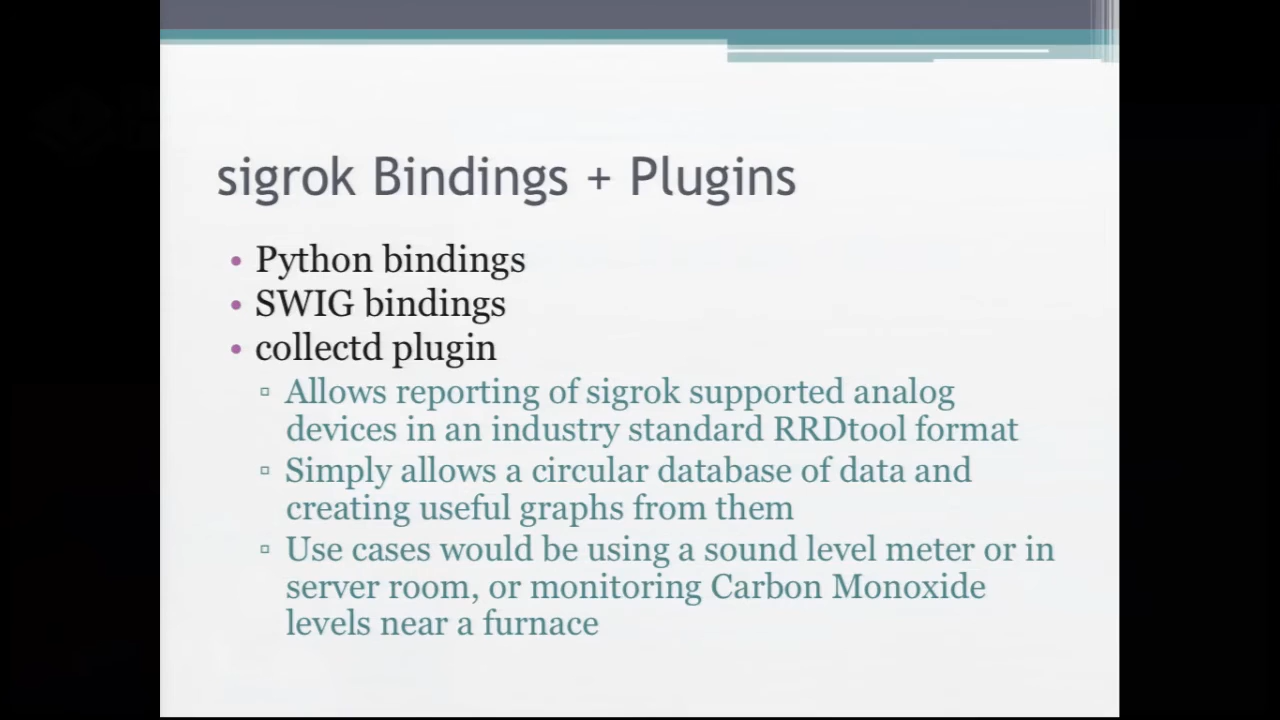 sigrok Bindings + Plugins
• Python bindings
• SWIG bindings
• collectd plugin
▫ Allows reporting of sigrok supported analog
devices in an industry standard RRDtool format
▫ Simply allows a circular database of data and
creating useful graphs from them
▫ Use cases would be using a sound level meter or in
server room, or monitoring Carbon Monoxide
levels near a furnace